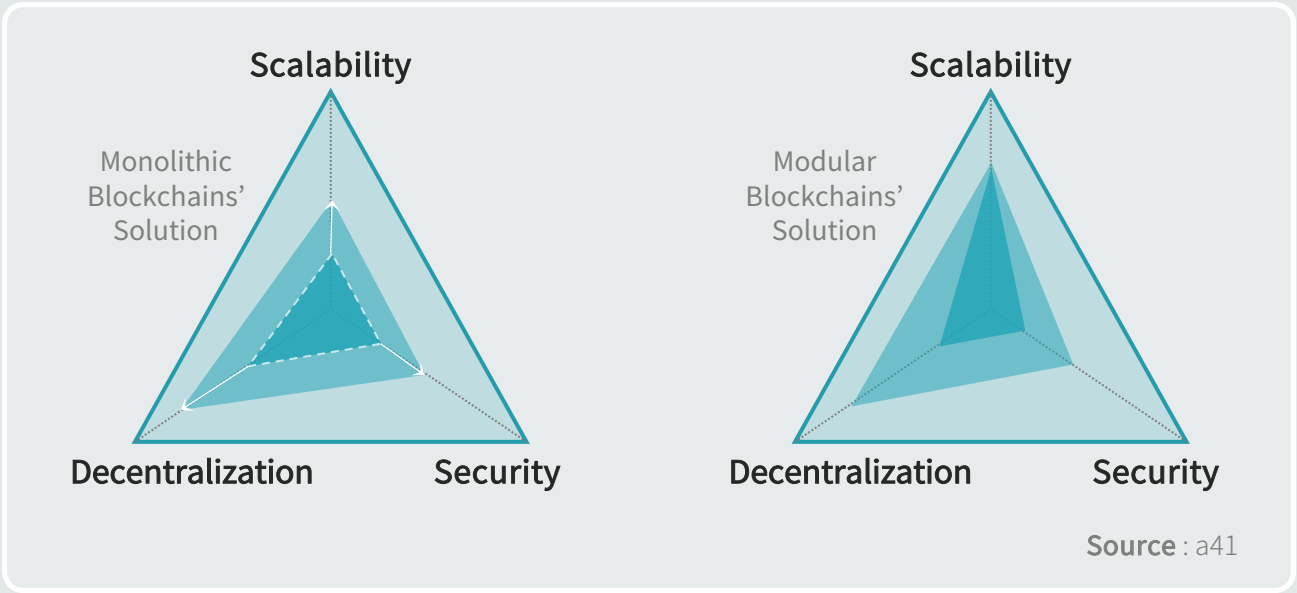 Scalability
Monolithic
Blockchains’
Solution
Decentralization
Security
Scalability
Modular
Blockchains’
Solution
Decentralization
Security
Source : a41